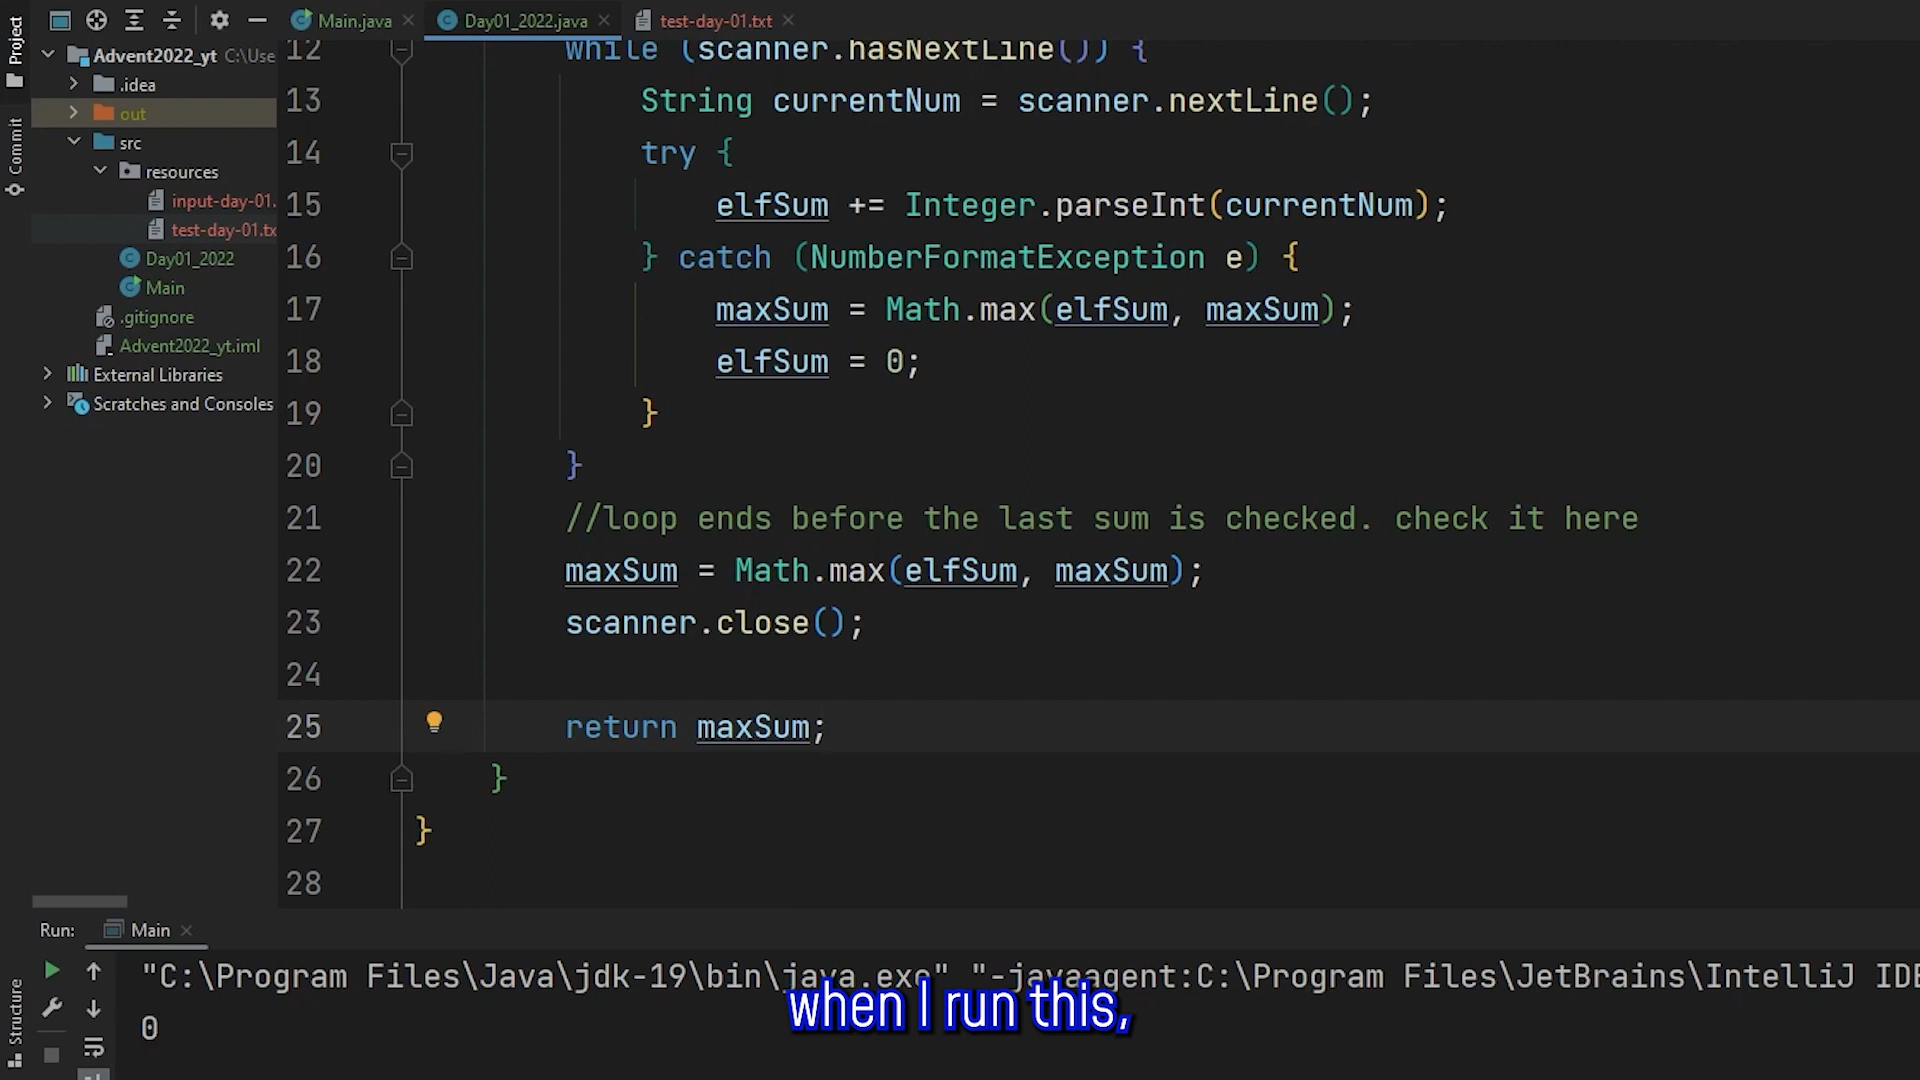 Main.java
Day01_2022.java
test-day-01.txt
Project
Commit
Structure
Advent2022_yt C:\Use
.idea
out
src
resources
input-day-01.
test-day-01.tx
Day01_2022
Main
.gitignore
Advent2022_yt.iml
External Libraries
Scratches and Consoles
12 while (scanner.hasNextLine()) {
13 String currentNum = scanner.nextLine();
14 try {
15 elfSum += Integer.parseInt(currentNum);
16 } catch (NumberFormatException e) {
17 maxSum = Math.max(elfSum, maxSum);
18 elfSum = 0;
19 }
20 }
21 //loop ends before the last sum is checked. check it here
22 maxSum = Math.max(elfSum, maxSum);
23 scanner.close();
24
25 return maxSum;
26 }
27 }
28
Run: Main
"C:\Program Files\Java\jdk-19\bin\java.exe" "-javaagent:C:\Program Files\JetBrains\IntelliJ IDE
when I run this,
0